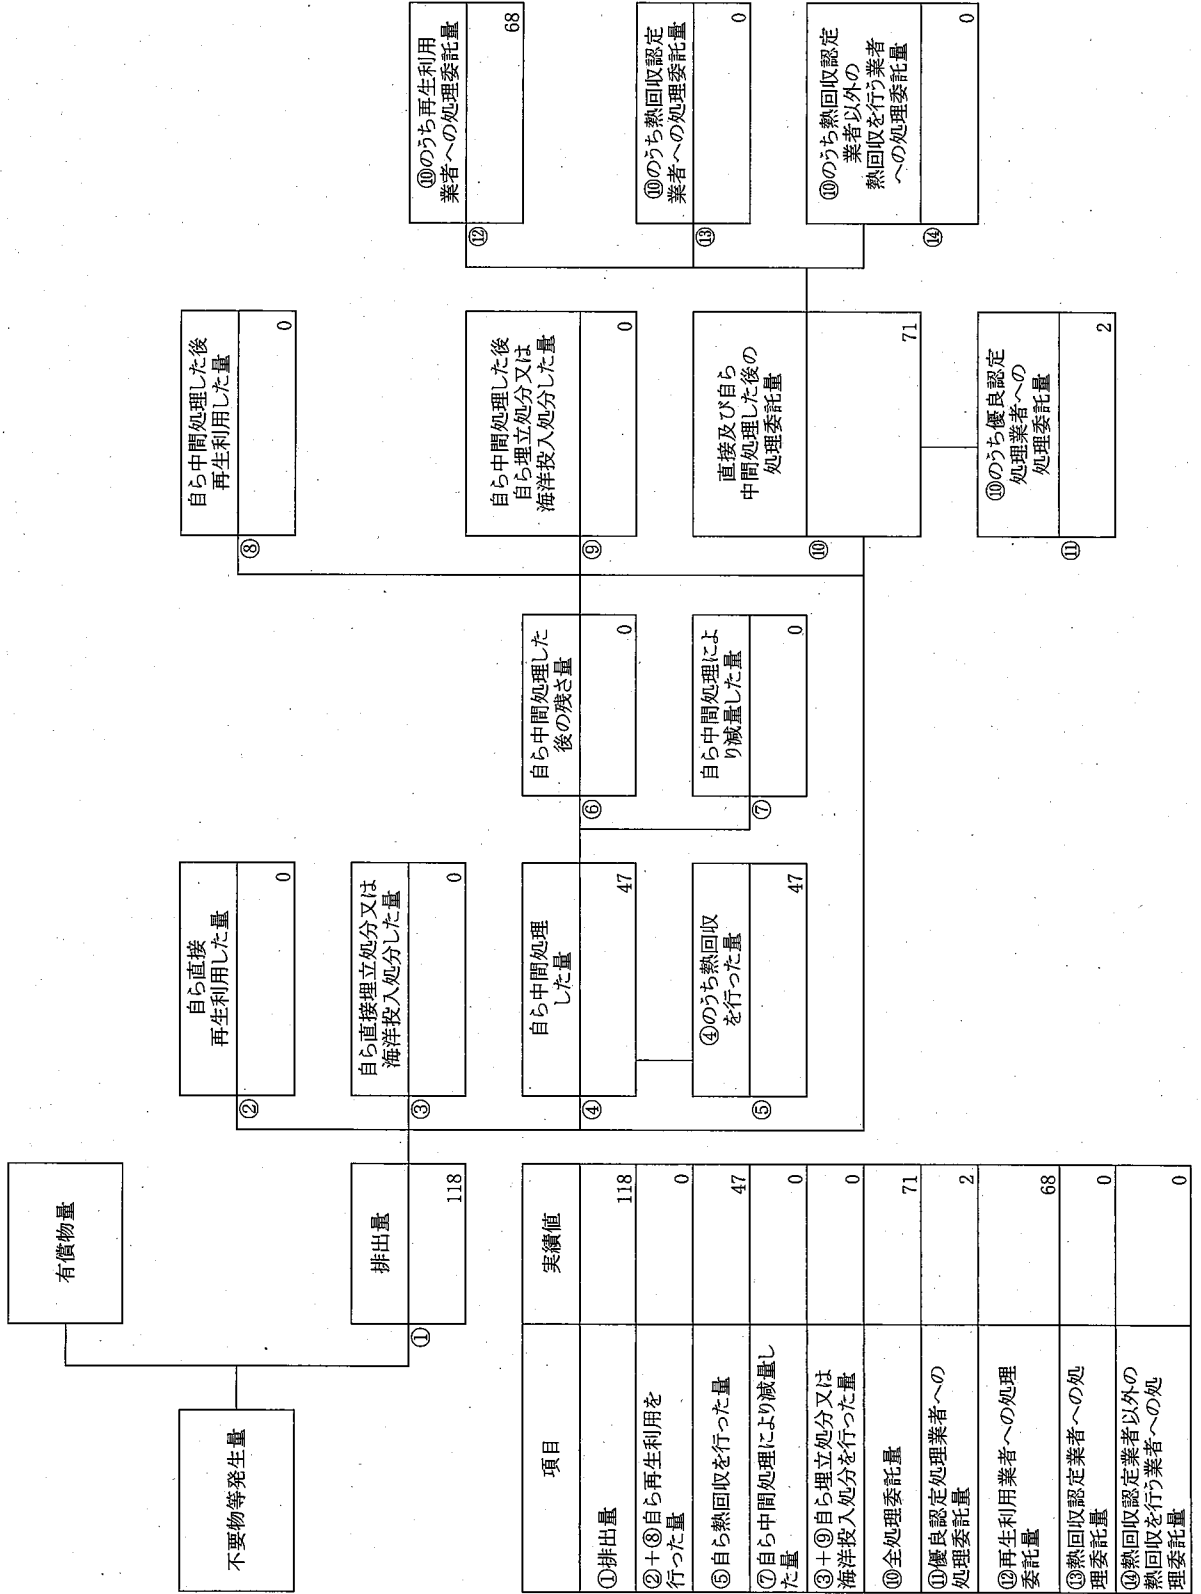 不要物等発生量
有償物量
①
排出量
118
②
自ら直接
再生利用した量
0
③
自ら直接埋立処分又は
海洋投入処分した量
0
④
自ら中間処理
した量
47
⑤
④のうち熱回収
を行った量
47
⑥
自ら中間処理した
後の残さ量
0
⑦
自ら中間処理によ
り減量した量
0
⑧
自ら中間処理した後
再生利用した量
0
⑨
自ら中間処理した後
自ら埋立処分又は
海洋投入処分した量
0
⑩
直接及び自ら
中間処理した後の
処理委託量
71
⑪
⑩のうち優良認定
処理業者への
処理委託量
2
⑫
⑩のうち再生利用
業者への処理委託量
68
⑬
⑩のうち熱回収認定
業者への処理委託量
0
⑭
⑩のうち熱回収認定
業者以外の
熱回収を行う業者
への処理委託量
0
項目 実績値
①排出量 118
②+⑧自ら再生利用を
行った量 0
⑤自ら熱回収を行った量 47
⑦自ら中間処理により減量し
た量 0
③+⑨自ら埋立処分又は
海洋投入処分を行った量 0
⑩全処理委託量 71
⑪優良認定処理業者への
処理委託量 2
⑫再生利用業者への処理
委託量 68
⑬熱回収認定業者への処
理委託量 0
⑭熱回収認定業者以外の
熱回収を行う業者への処
理委託量 0